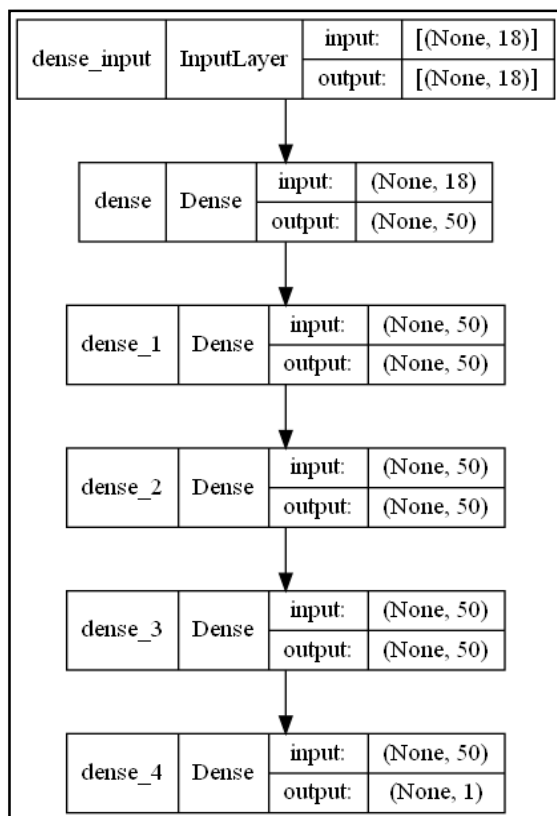 dense_input InputLayer input: [(None, 18)]
output: [(None, 18)]
dense Dense input: (None, 18)
output: (None, 50)
dense_1 Dense input: (None, 50)
output: (None, 50)
dense_2 Dense input: (None, 50)
output: (None, 50)
dense_3 Dense input: (None, 50)
output: (None, 50)
dense_4 Dense input: (None, 50)
output: (None, 1)